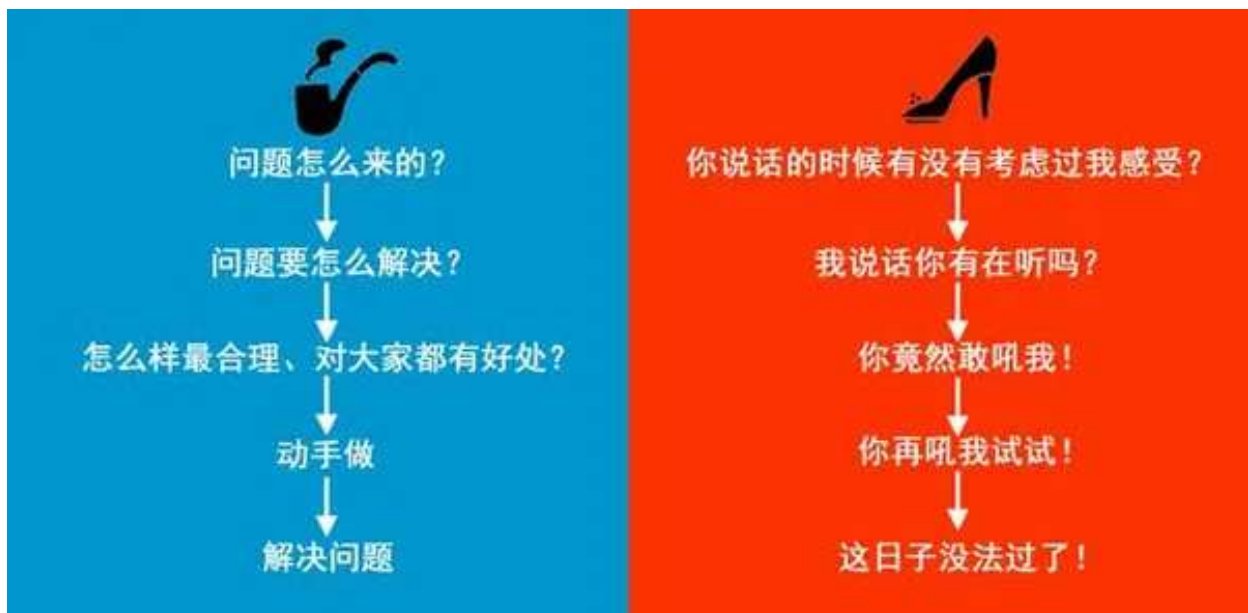 问题怎么来的？
问题要怎么解决？
怎么样最合理、对大家都有好处？
动手做
解决问题
你说话的时候有没有考虑过我感受？
我说话你有在听吗？
你竟然敢吼我！
你再吼我试试！
这日子没法过了！